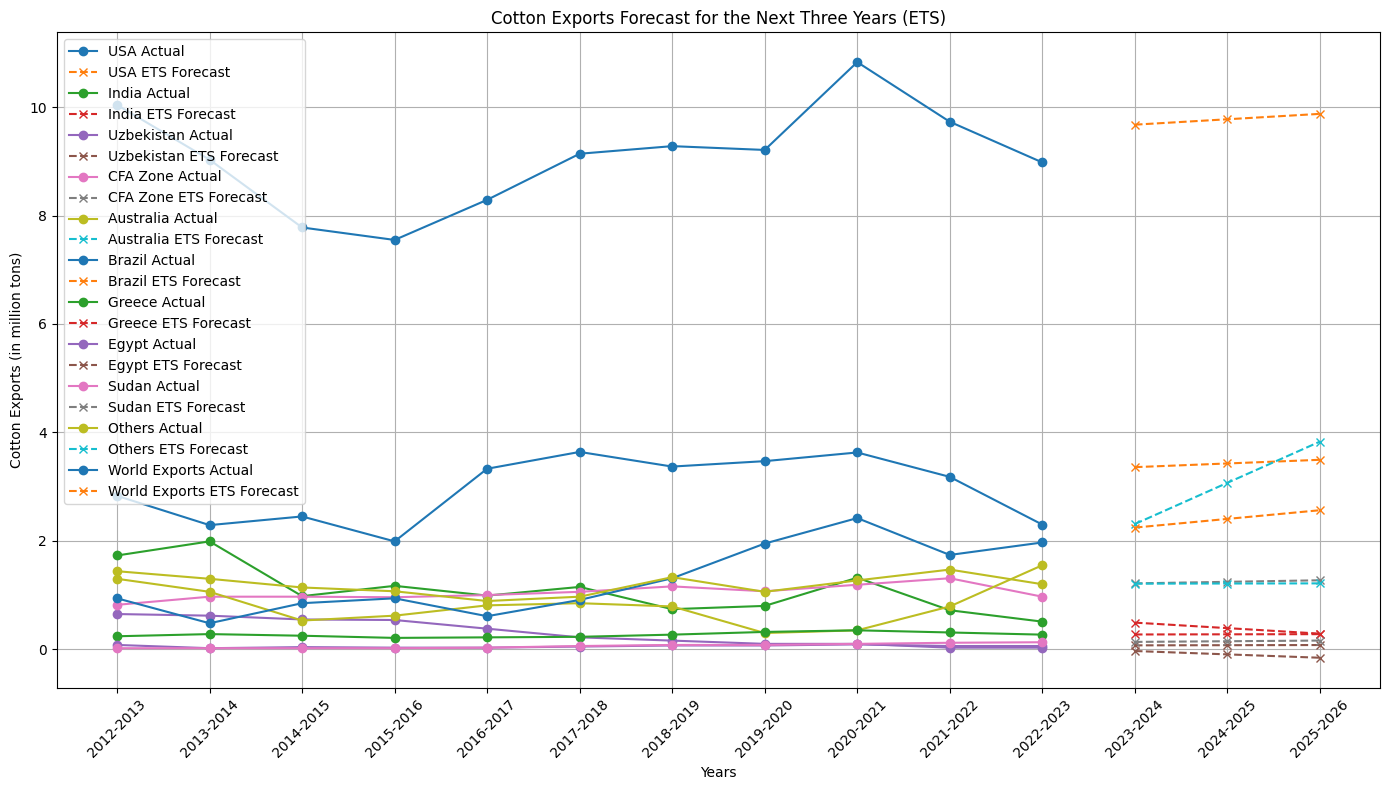 Cotton Exports Forecast for the Next Three Years (ETS)
USA Actual
USA ETS Forecast
India Actual
India ETS Forecast
Uzbekistan Actual
Uzbekistan ETS Forecast
CFA Zone Actual
CFA Zone ETS Forecast
Australia Actual
Australia ETS Forecast
Brazil Actual
Brazil ETS Forecast
Greece Actual
Greece ETS Forecast
Egypt Actual
Egypt ETS Forecast
Sudan Actual
Sudan ETS Forecast
Others Actual
Others ETS Forecast
World Exports Actual
World Exports ETS Forecast
Cotton Exports (in million tons)
10
8
6
4
2
0
2012-2013
2013-2014
2014-2015
2015-2016
2016-2017
2017-2018
2018-2019
2019-2020
2020-2021
2021-2022
2022-2023
2023-2024
2024-2025
2025-2026
Years